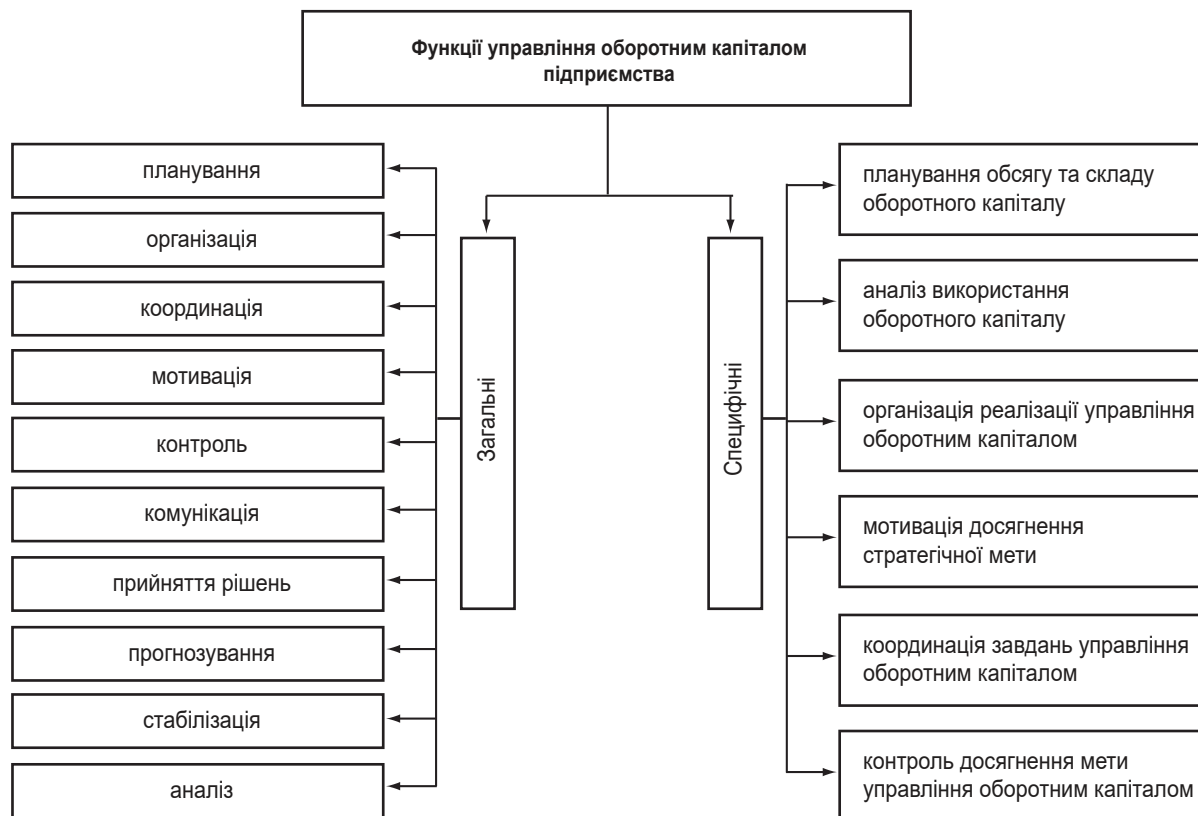 Функції управління оборотним капіталом
підприємства
планування
організація
координація
мотивація
контроль
комунікація
прийняття рішень
прогнозування
стабілізація
аналіз
Загальні
Специфічні
планування обсягу та складу
оборотного капіталу
аналіз використання
оборотного капіталу
організація реалізації управління
оборотним капіталом
мотивація досягнення
стратегічної мети
координація завдань управління
оборотним капіталом
контроль досягнення мети
управління оборотним капіталом